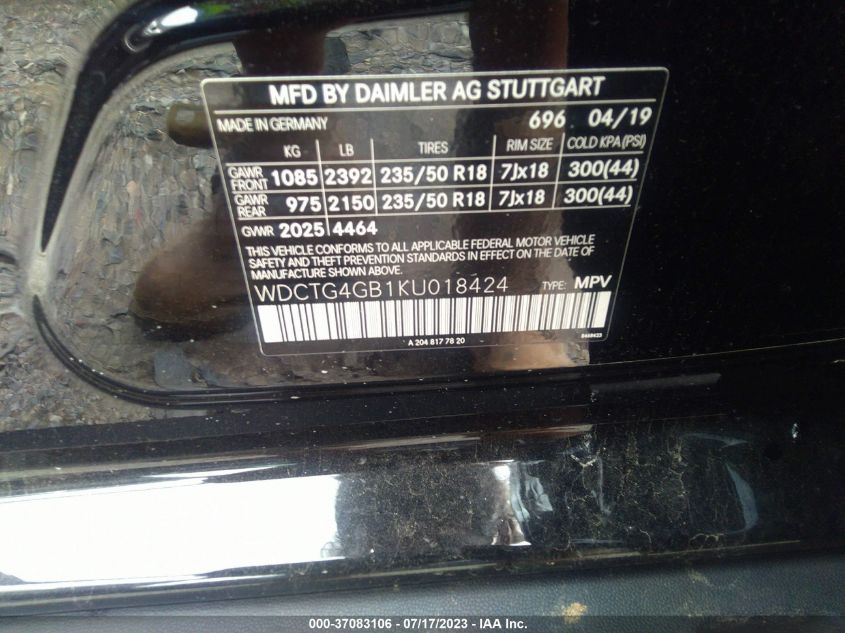 MFD BY DAIMLER AG STUTTGART
MADE IN GERMANY 696 04/19
KG LB TIRES RIM SIZE COLD KPA (PSI)
GAWR FRONT 1085 2392 235/50 R18 7Jx18 300(44)
GAWR REAR 975 2150 235/50 R18 7Jx18 300(44)
GVWR 2025 4464
THIS VEHICLE CONFORMS TO ALL APPLICABLE FEDERAL MOTOR VEHICLE
SAFETY AND THEFT PREVENTION STANDARDS IN EFFECT ON THE DATE OF
MANUFACTURE SHOWN ABOVE.
WDCTG4GB1KU018424 TYPE: MPV
A 204 817 78 20
000-37083106 / 07/17/2023 - IAA Inc.